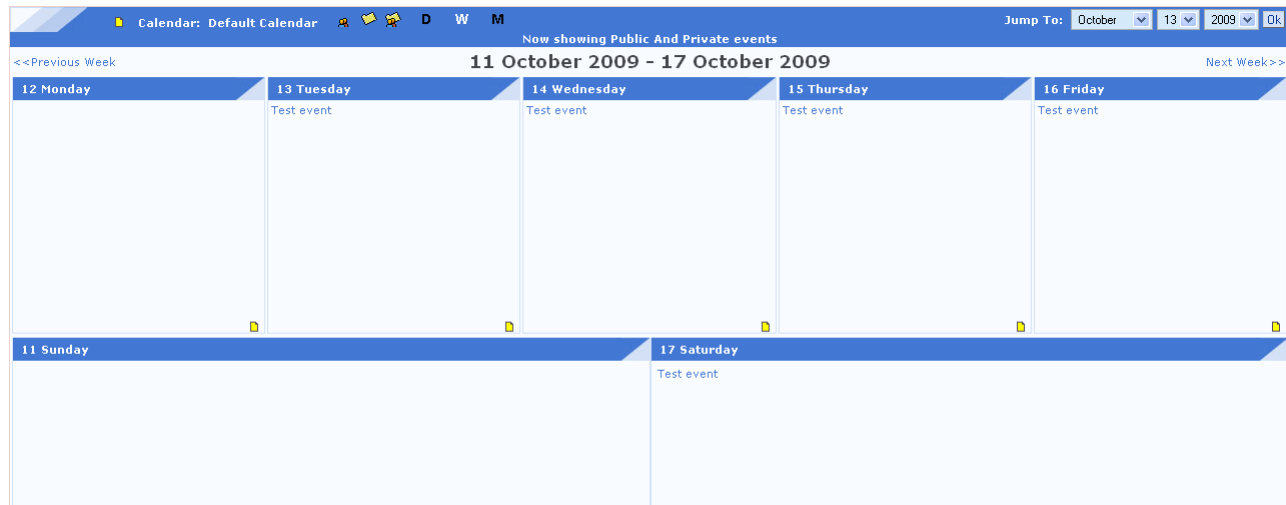 Calendar: Default Calendar D W M Jump To: October 13 2009 Ok
Now showing Public And Private events
<<Previous Week 11 October 2009 - 17 October 2009 Next Week>>
12 Monday 13 Tuesday 14 Wednesday 15 Thursday 16 Friday
Test event Test event Test event Test event
11 Sunday 17 Saturday
Test event